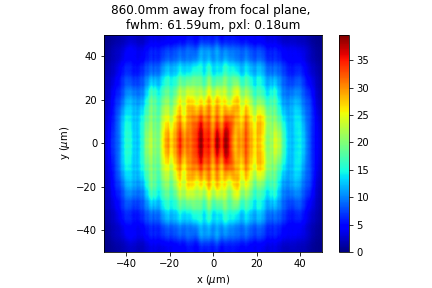 860.0mm away from focal plane,
fwhm: 61.59um, pxl: 0.18um
40
20
0
−20
−40
y (μm)
−40 −20 0 20 40
x (μm)
35
30
25
20
15
10
5
0